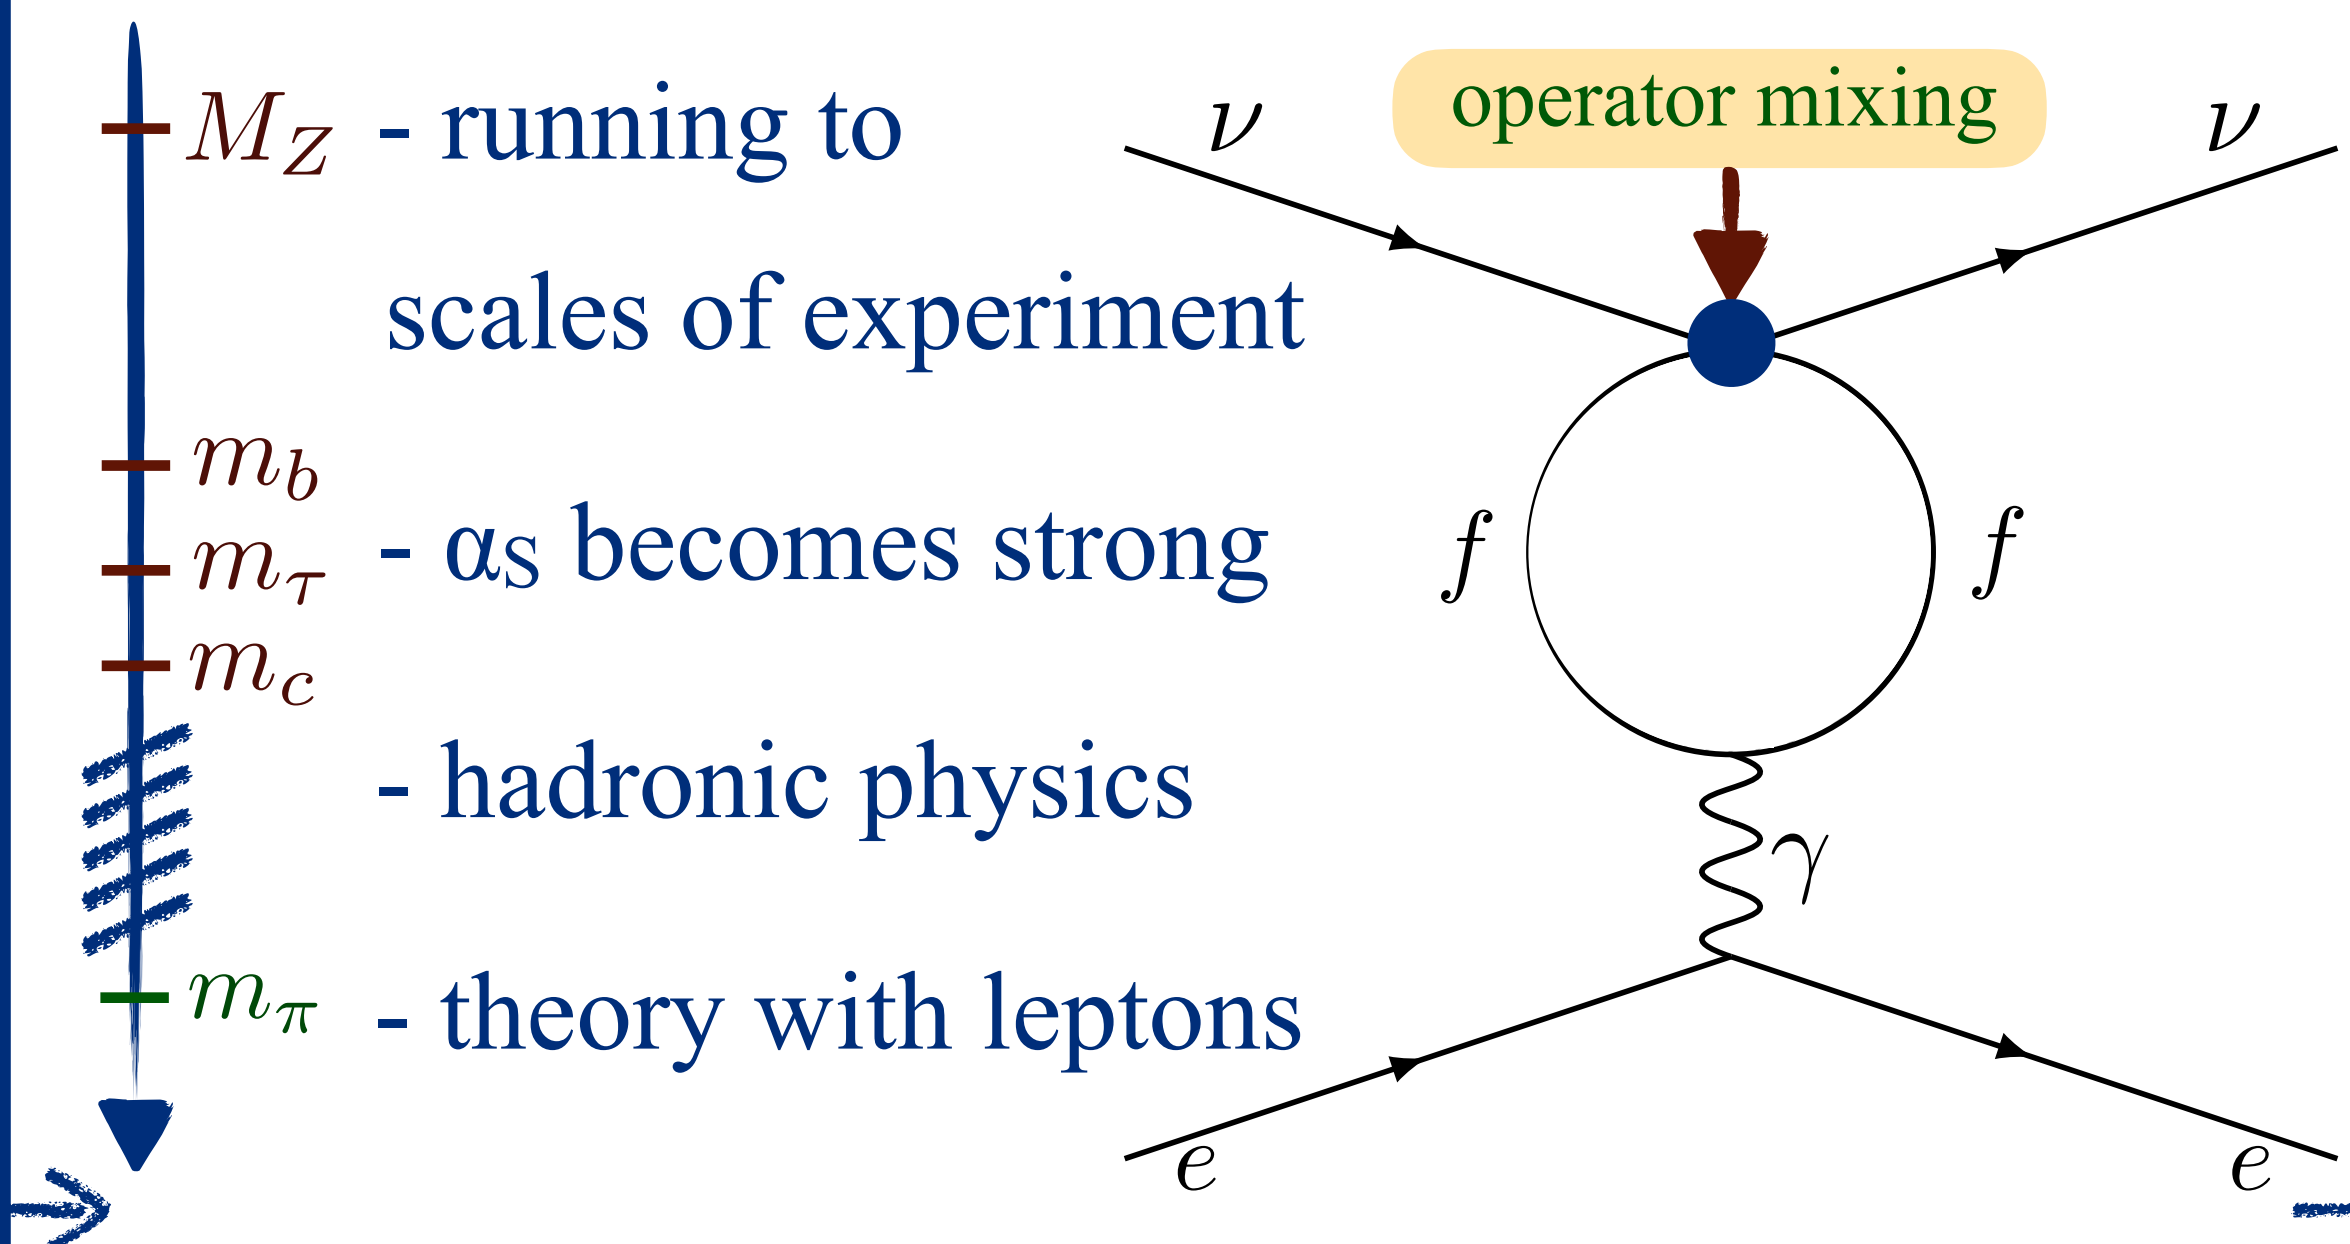 M_Z - running to
scales of experiment
m_b
m_τ - αS becomes strong
m_c
- hadronic physics
m_π - theory with leptons
operator mixing
ν ν
f f
γ
e e